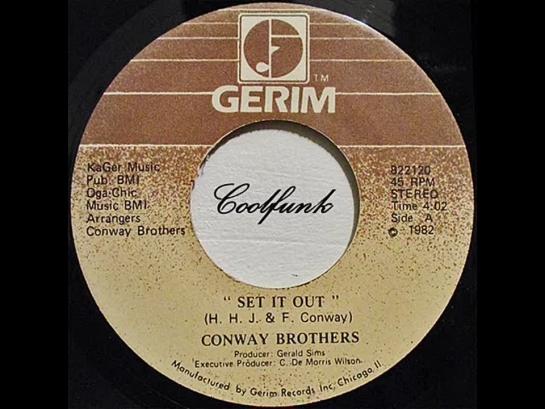 TM
GERIM
KaGer Music
Pub. BMI
Oga-Chic
Music BMI
Arrangers
Conway Brothers
822120
45 RPM
STEREO
Time 4:02
Side A
© 1982
Coolfunk
" SET IT OUT "
(H. H. J. & F. Conway)
CONWAY BROTHERS
Producer: Gerald Sims
Executive Producer: C. De Morris Wilson
Manufactured by Gerim Records Inc, Chicago, Il.